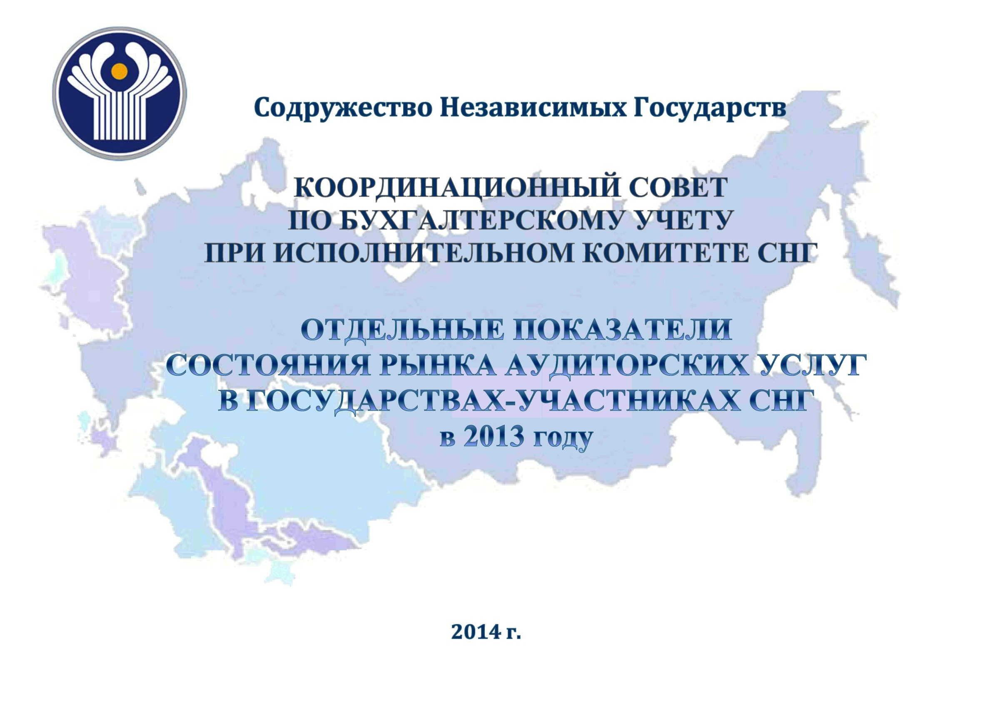 Содружество Независимых Государств
КООРДИНАЦИОННЫЙ СОВЕТ
ПО БУХГАЛТЕРСКОМУ УЧЕТУ
ПРИ ИСПОЛНИТЕЛЬНОМ КОМИТЕТЕ СНГ
ОТДЕЛЬНЫЕ ПОКАЗАТЕЛИ
СОСТОЯНИЯ РЫНКА АУДИТОРСКИХ УСЛУГ
В ГОСУДАРСТВАХ-УЧАСТНИКАХ СНГ
в 2013 году
2014 г.